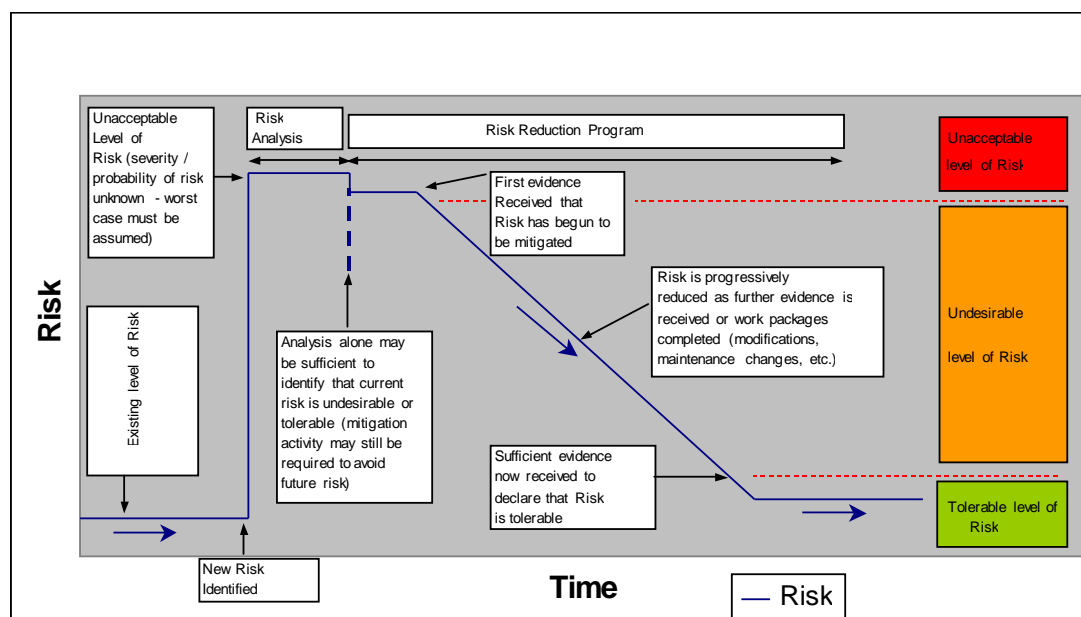 Unacceptable
Level of
Risk (severity /
probability of risk
unknown - worst
case must be
assumed)
Risk
Analysis
Risk Reduction Program
Unacceptable
level of Risk
First evidence
Received that
Risk has begun to
be mitigated
Risk is progressively
reduced as further evidence is
received or work packages
completed (modifications,
maintenance changes, etc.)
Undesirable
level of Risk
Risk
Existing level of Risk
Analysis alone may
be sufficient to
identify that current
risk is undesirable or
tolerable (mitigation
activity may still be
required to avoid
future risk)
Sufficient evidence
now received to
declare that Risk
is tolerable
Tolerable level of
Risk
New Risk
Identified
Time
Risk